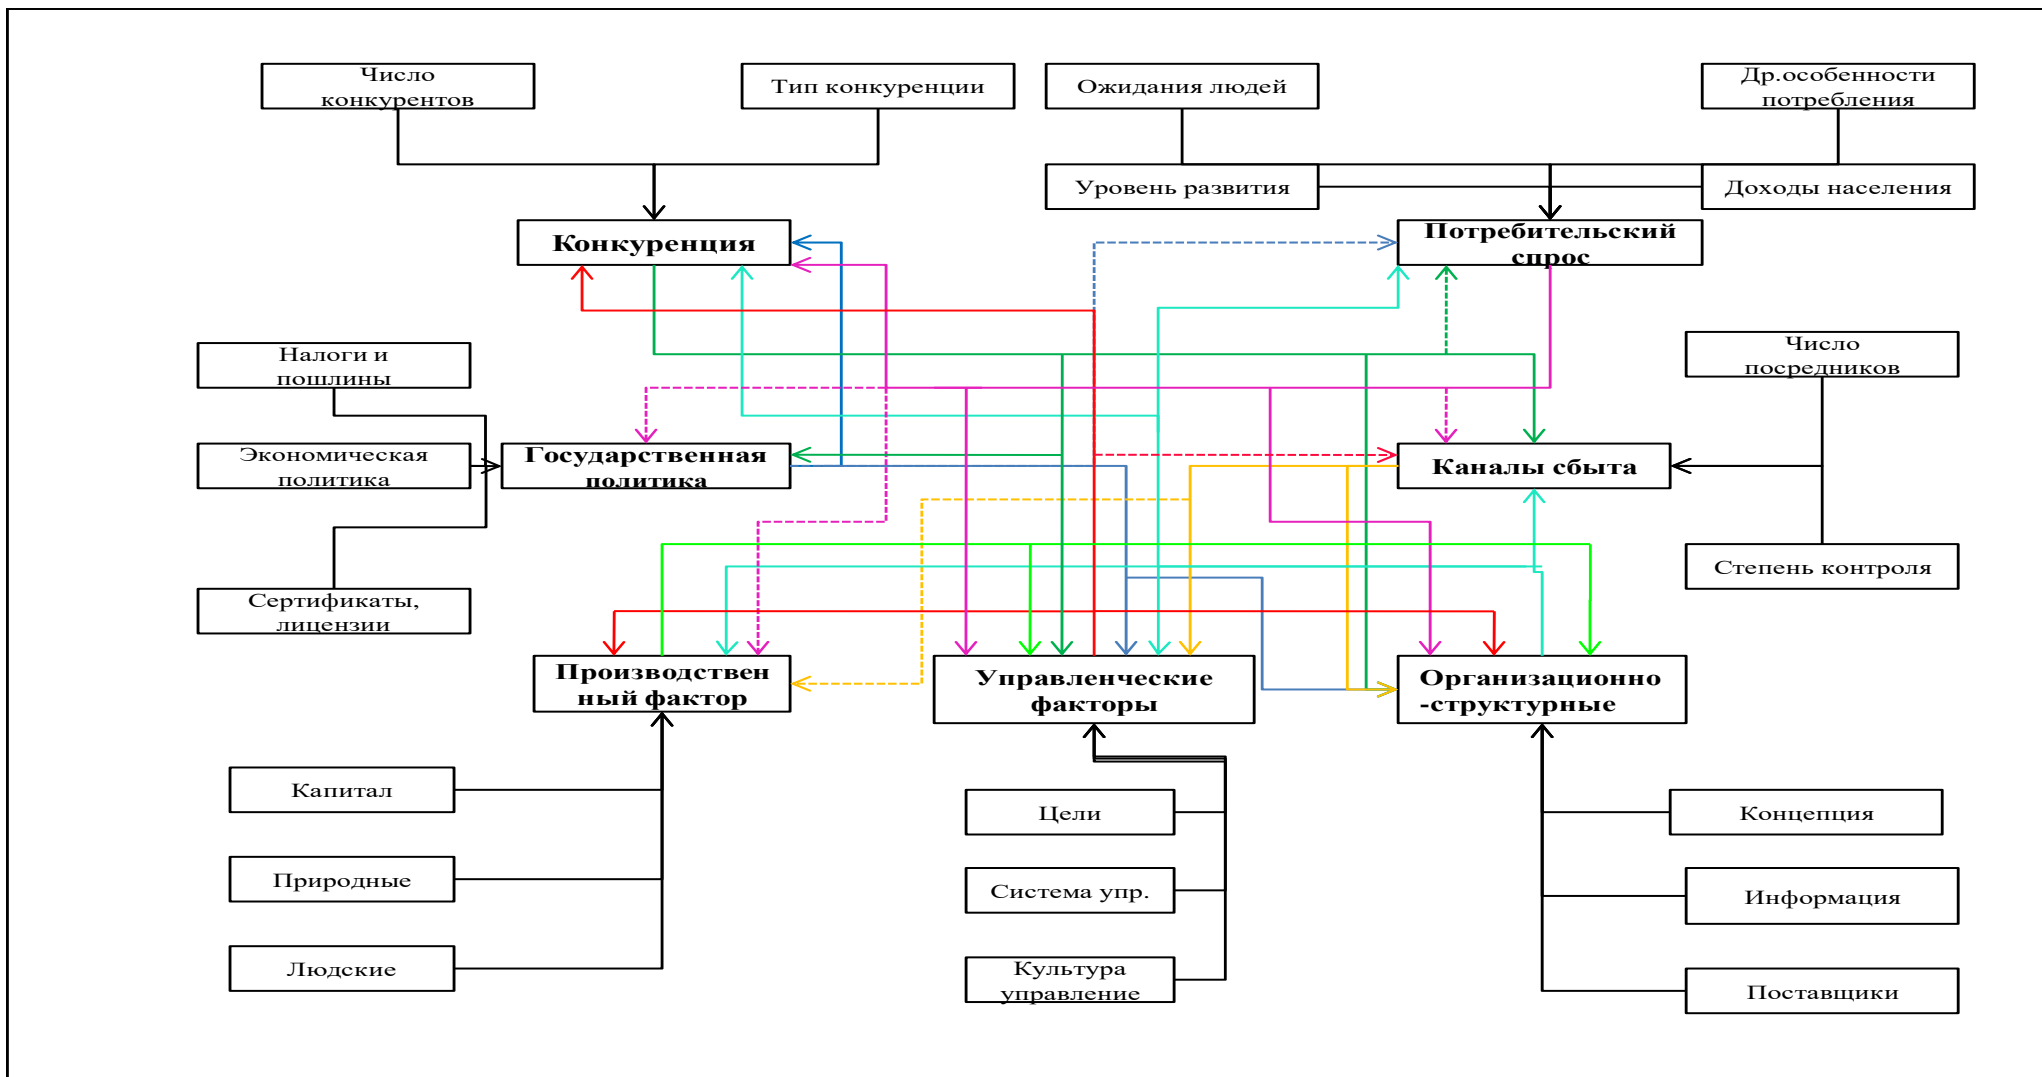 Число
конкурентов
Тип конкуренции
Ожидания людей
Др.особенности
потребления
Уровень развития
Доходы населения
Конкуренция
Потребительский
спрос
Налоги и
пошлины
Число
посредников
Экономическая
политика
Государственная
политика
Каналы сбыта
Сертификаты,
лицензии
Степень контроля
Производствен
ный фактор
Управленческие
факторы
Организационно
-структурные
Капитал
Цели
Концепция
Природные
Система упр.
Информация
Людские
Культура
управление
Поставщики